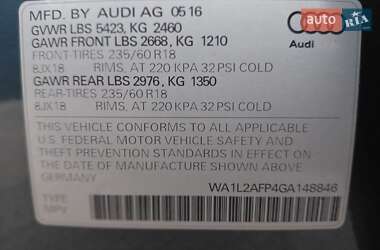 MFD. BY AUDI AG 05 16
GVWR LBS 5423, KG 2460
GAWR FRONT LBS 2668, KG 1210
FRONT-TIRES 235/60 R18
8JX18 RIMS, AT 220 KPA 32 PSI COLD
GAWR REAR LBS 2976, KG 1350
REAR-TIRES 235/60 R18
8JX18 RIMS, AT 220 KPA 32 PSI COLD
THIS VEHICLE CONFORMS TO ALL APPLICABLE
U.S. FEDERAL MOTOR VEHICLE SAFETY AND
THEFT PREVENTION STANDARDS IN EFFECT ON
THE DATE OF MANUFACTURE SHOWN ABOVE
GERMANY
WA1L2AFP4GA148846
TYPE
MPV
Audi
auto RIA